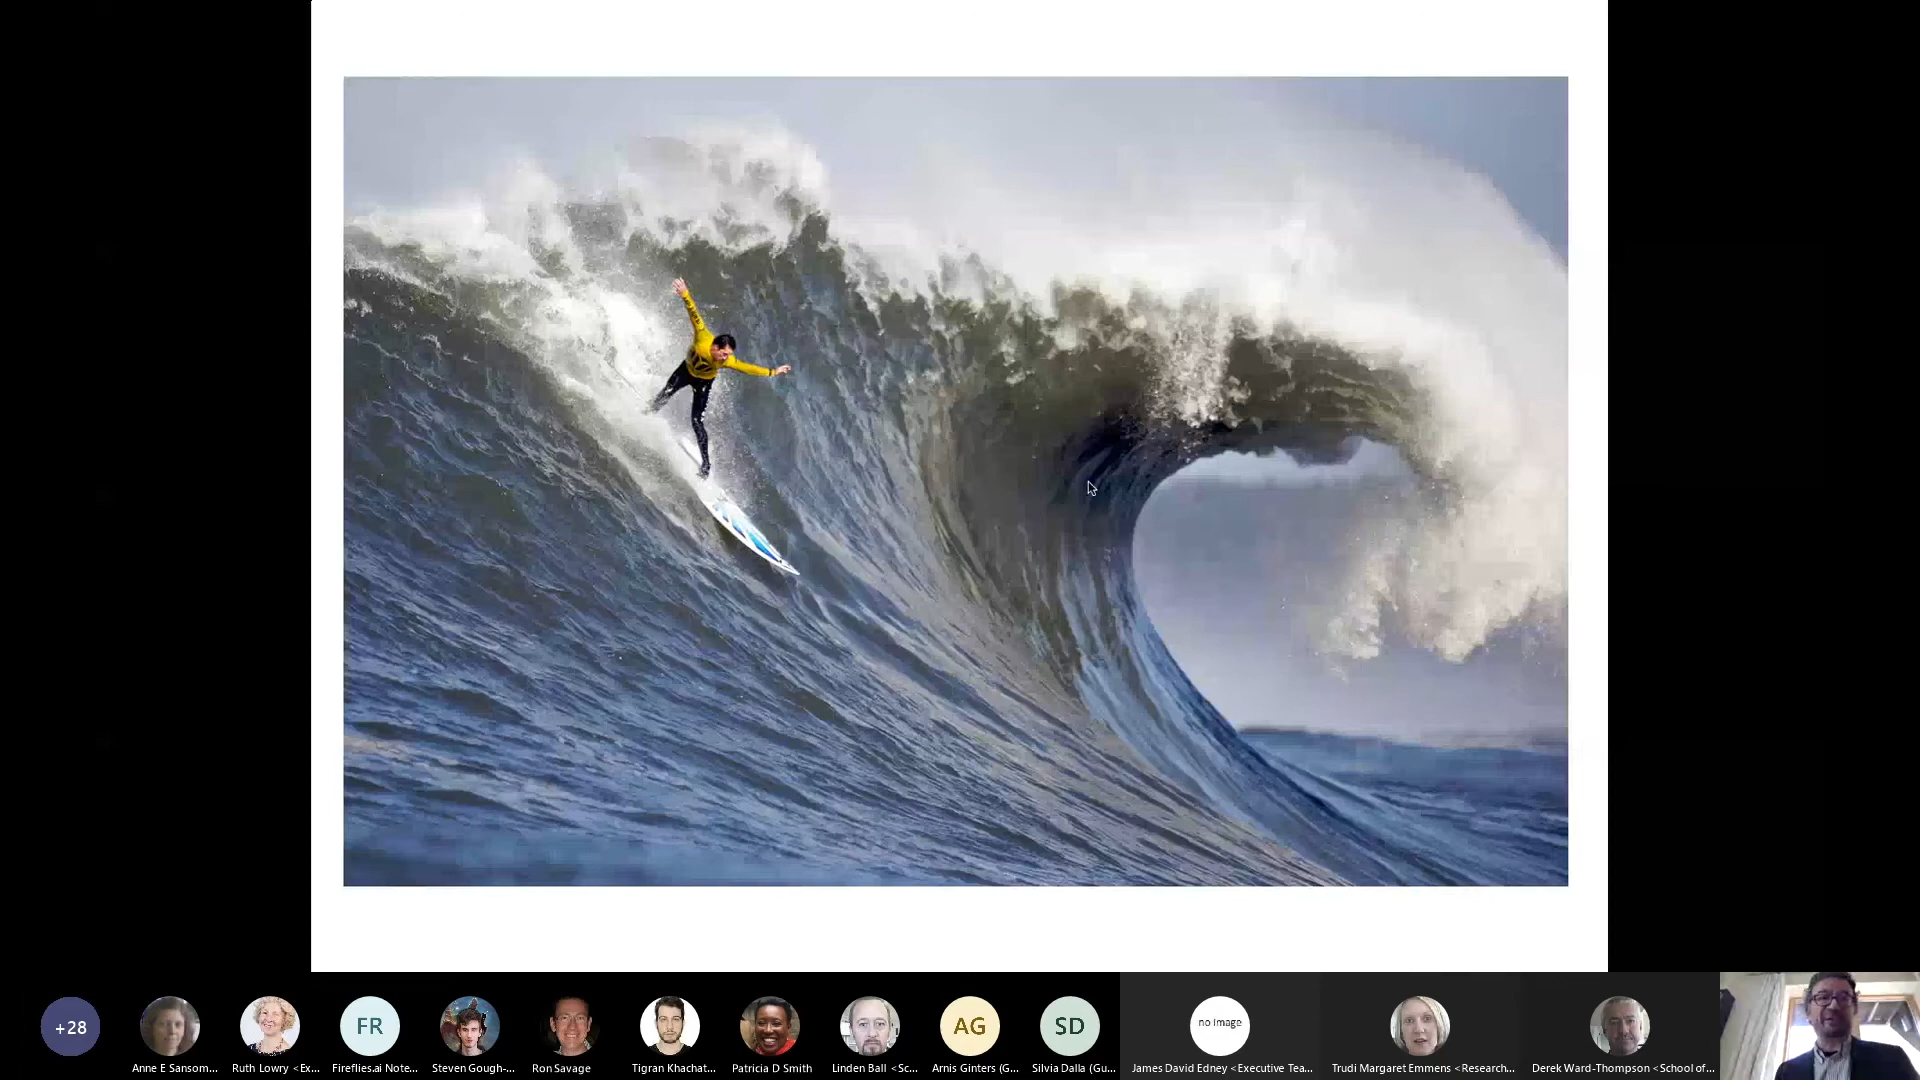 +28
FR
AG
SD
no image
Anne E Sansom...
Ruth Lowry <Ex...
Fireflies.ai Note...
Steven Gough-...
Ron Savage
Tigran Khachat...
Patricia D Smith
Linden Ball <Sc...
Arnis Ginters (G...
Silvia Dalla (Gu...
James David Edney <Executive Tea...
Trudi Margaret Emmens <Research...
Derek Ward-Thompson <School of...